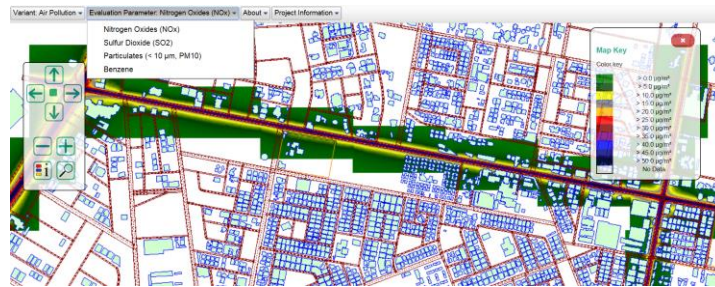 Variant: Air Pollution
Evaluation Parameter: Nitrogen Oxides (NOx)
About
Project Information
Nitrogen Oxides (NOx)
Sulfur Dioxide (SO2)
Particulates (< 10 µm, PM10)
Benzene
Map Key
Color key
> 0.0 µg/m³
> 5.0 µg/m³
> 10.0 µg/m³
> 15.0 µg/m³
> 20.0 µg/m³
> 25.0 µg/m³
> 30.0 µg/m³
> 35.0 µg/m³
> 40.0 µg/m³
> 45.0 µg/m³
> 50.0 µg/m³
No Data